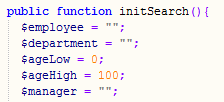 public function initSearch(){
$employee = "";
$department = "";
$ageLow = 0;
$ageHigh = 100;
$manager = "";